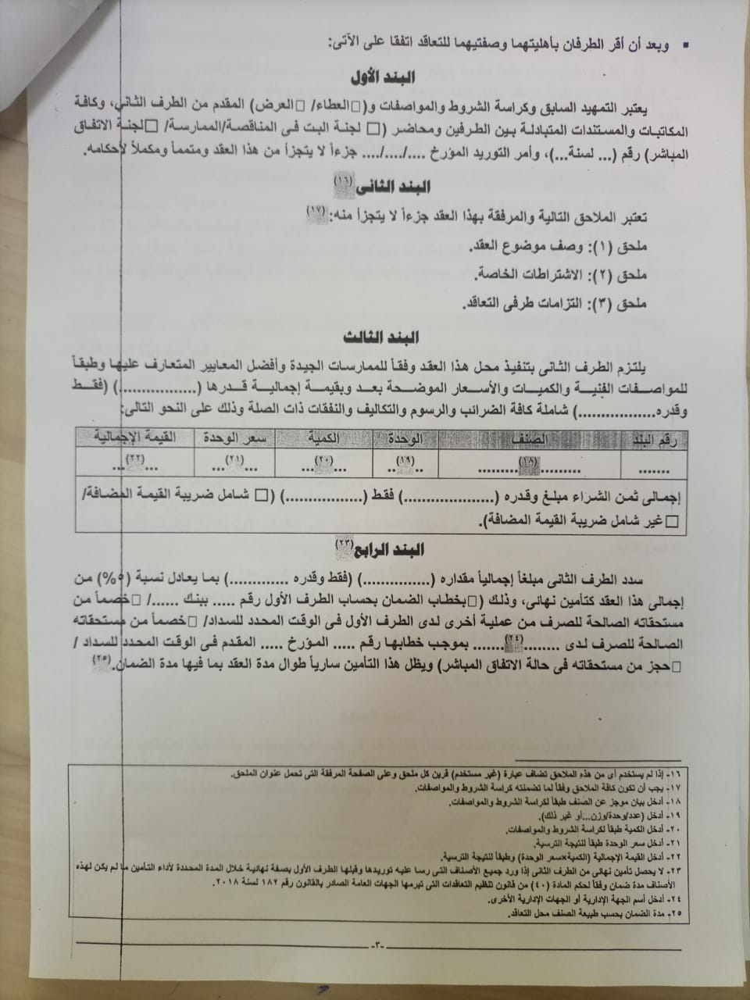 ▪ وبعد أن أقر الطرفان بأهليتهما وصفتيهما للتعاقد اتفقا على الآتى:
البند الأول
يعتبر التمهيد السابق وكراسة الشروط والمواصفات و(□العطاء/ □العرض) المقدم من الطرف الثاني، وكافة
المكاتبات والمستندات المتبادلة بين الطرفين ومحاضر (□ لجنة البت فى المناقصة/الممارسة/ □لجنة الاتفاق
المباشر) رقم (... لسنة...)، وأمر التوريد المؤرخ ..../..../.... جزءاً لا يتجزأ من هذا العقد ومتمماً ومكملاً لأحكامه.
البند الثانى(١٦)
تعتبر الملاحق التالية والمرفقة بهذا العقد جزءاً لا يتجزأ منه:(١٧)
ملحق (١): وصف موضوع العقد.
ملحق (٢): الاشتراطات الخاصة.
ملحق (٣): التزامات طرفى التعاقد.
البند الثالث
يلتزم الطرف الثانى بتنفيذ محل هذا العقد وفقاً للممارسات الجيدة وأفضل المعايير المتعارف عليها وطبقاً
للمواصفات الفنية والكميات والأسعار الموضحة بعد وبقيمة إجمالية قدرها (................) (فقط
وقدره................) شاملة كافة الضرائب والرسوم والتكاليف والنفقات ذات الصلة وذلك على النحو التالى:
رقم البند الصنف الوحدة الكمية سعر الوحدة القيمة الإجمالية
....... .........(١٨)......... ..(١٩).. ...(٢٠)... ...(٢١)... ...(٢٢)...
إجمالى ثمن الشراء مبلغ وقدره (..................) فقط (...............) (□ شامل ضريبة القيمة المضافة/
□غير شامل ضريبة القيمة المضافة).
البند الرابع(٢٣)
سدد الطرف الثانى مبلغاً إجمالياً مقداره (..............) (فقط وقدره ............) بما يعادل نسبة (٥%) من
إجمالى هذا العقد كتأمين نهائى، وذلك (□بخطاب الضمان بحساب الطرف الأول رقم ..... ببنك ....../ □خصماً من
مستحقاته الصالحة للصرف من عملية أخرى لدى الطرف الأول فى الوقت المحدد للسداد/ □خصماً من مستحقاته
الصالحة للصرف لدى ........(٢٤)....... بموجب خطابها رقم ..... المؤرخ ..... المقدم فى الوقت المحدد للسداد /
□حجز من مستحقاته فى حالة الاتفاق المباشر) ويظل هذا التأمين سارياً طوال مدة العقد بما فيها مدة الضمان.(٢٥)
١٦- إذا لم يستخدم أى من هذه الملاحق تضاف عبارة (غير مستخدم) قرين كل ملحق وعلى الصفحة المرفقة التى تحمل عنوان الملحق.
١٧- يجب أن تكون كافة الملاحق وفقاً لما تضمنته كراسة الشروط والمواصفات.
١٨- أدخل بيان موجز عن الصنف طبقاً لكراسة الشروط والمواصفات.
١٩- أدخل (عدد/وحدة/وزن...أو غير ذلك).
٢٠- أدخل الكمية طبقاً لكراسة الشروط والمواصفات.
٢١- أدخل سعر الوحدة طبقاً لنتيجة الترسية.
٢٢- أدخل القيمة الإجمالية (الكمية×سعر الوحدة) وطبقاً لنتيجة الترسية.
٢٣- لا يحصل تأمين نهائى من الطرف الثانى إذا ورد جميع الأصناف التى رسا عليه توريدها وقبلها الطرف الأول بصفة نهائية خلال المدة المحددة لأداء التأمين ما لم يكن لهذه
الأصناف مدة ضمان وفقاً لحكم المادة (٤٠) من قانون تنظيم التعاقدات التى تبرمها الجهات العامة الصادر بالقانون رقم ١٨٢ لسنة ٢٠١٨.
٢٤- أدخل أسم الجهة الإدارية أو الجهات الإدارية الأخرى.
٢٥- مدة الضمان بحسب طبيعة الصنف محل التعاقد.
-٣-